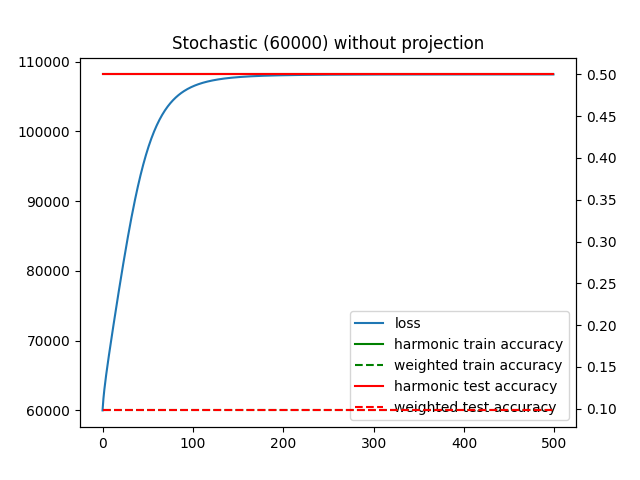 Stochastic (60000) without projection
110000
100000
90000
80000
70000
60000
0.50
0.45
0.40
0.35
0.30
0.25
0.20
0.15
0.10
loss
harmonic train accuracy
weighted train accuracy
harmonic test accuracy
weighted test accuracy
0 100 200 300 400 500